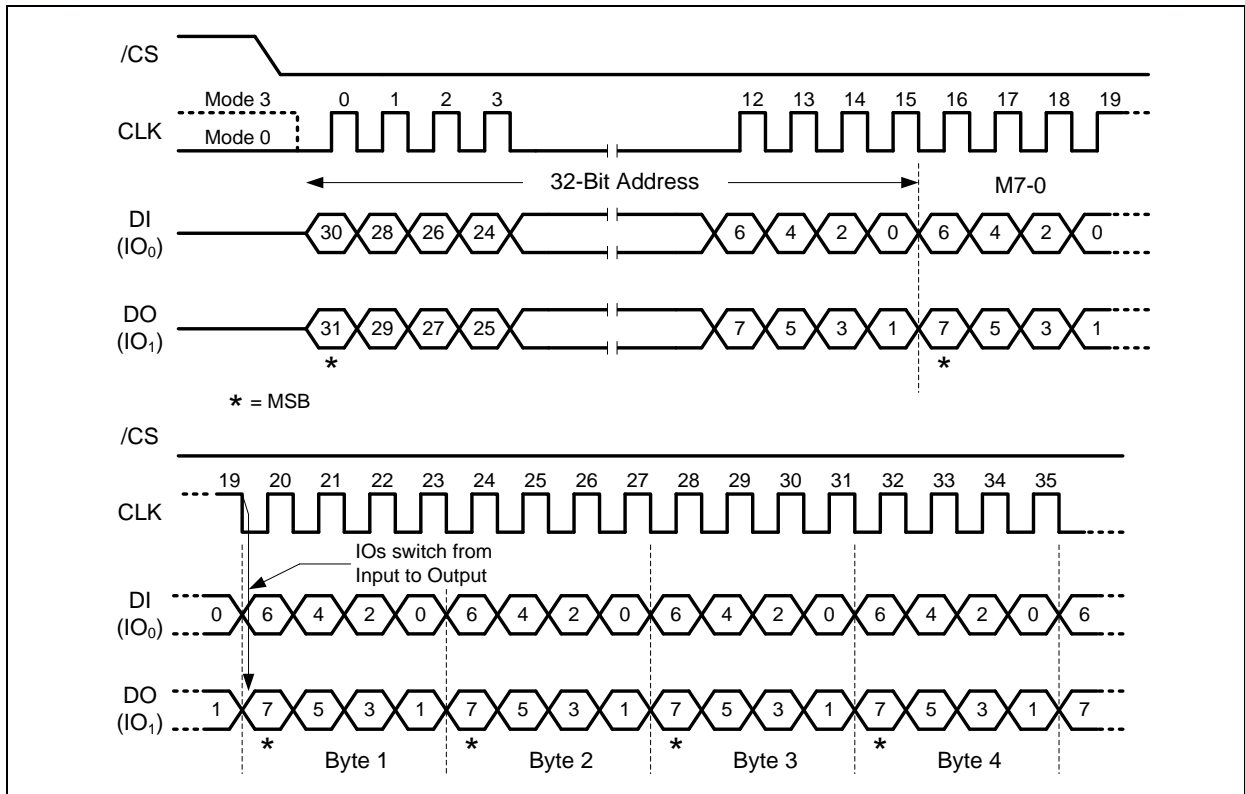 /CS
Mode 3 0 1 2 3 12 13 14 15 16 17 18 19
CLK
Mode 0
32-Bit Address M7-0
DI
(IO₀) 30 28 26 24 6 4 2 0 6 4 2 0
DO
(IO₁) 31 29 27 25 7 5 3 1 7 5 3 1
* *
* = MSB
/CS
19 20 21 22 23 24 25 26 27 28 29 30 31 32 33 34 35
CLK
IOs switch from
Input to Output
DI
(IO₀) 0 6 4 2 0 6 4 2 0 6 4 2 0 6 4 2 0 6
DO
(IO₁) 1 7 5 3 1 7 5 3 1 7 5 3 1 7 5 3 1 7
* * * *
Byte 1 Byte 2 Byte 3 Byte 4